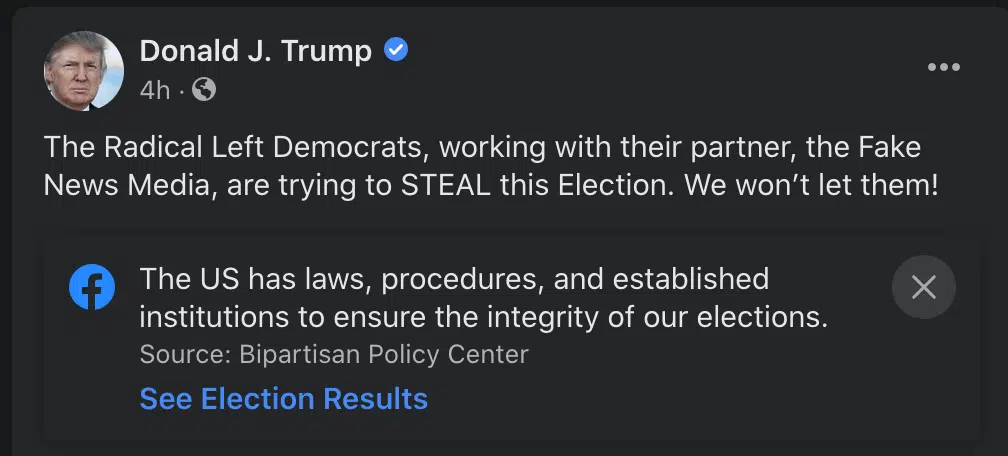 Donald J. Trump
4h ·
The Radical Left Democrats, working with their partner, the Fake
News Media, are trying to STEAL this Election. We won’t let them!
The US has laws, procedures, and established
institutions to ensure the integrity of our elections.
Source: Bipartisan Policy Center
See Election Results